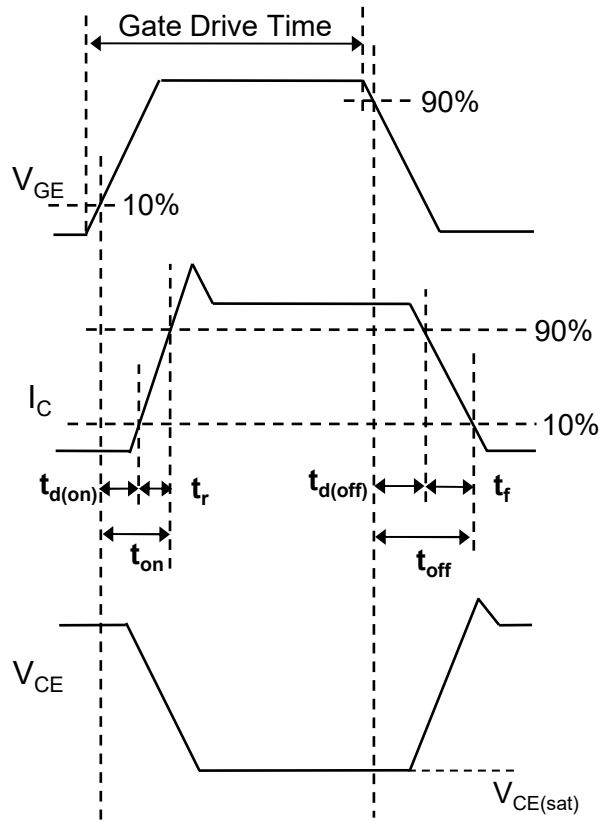 Gate Drive Time
90%
V_GE
10%
90%
I_C
10%
t_d(on)
t_r
t_d(off)
t_f
t_on
t_off
V_CE
V_CE(sat)